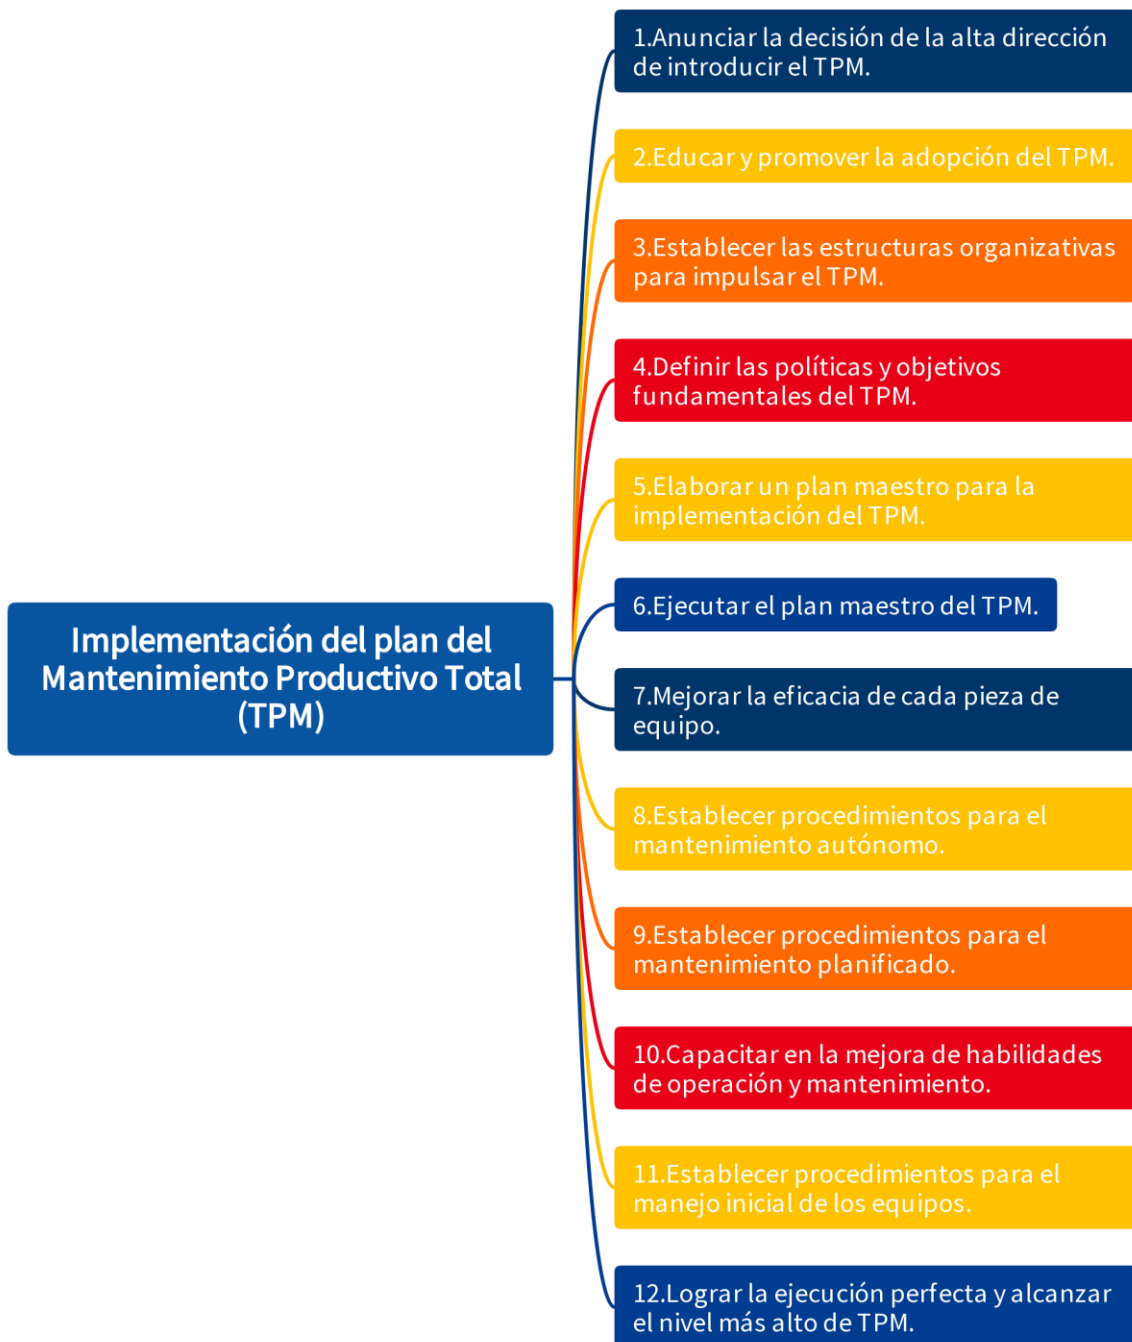 1.Anunciar la decisión de la alta dirección
de introducir el TPM.
2.Educar y promover la adopción del TPM.
3.Establecer las estructuras organizativas
para impulsar el TPM.
4.Definir las políticas y objetivos
fundamentales del TPM.
5.Elaborar un plan maestro para la
implementación del TPM.
6.Ejecutar el plan maestro del TPM.
Implementación del plan del
Mantenimiento Productivo Total
(TPM)
7.Mejorar la eficacia de cada pieza de
equipo.
8.Establecer procedimientos para el
mantenimiento autónomo.
9.Establecer procedimientos para el
mantenimiento planificado.
10.Capacitar en la mejora de habilidades
de operación y mantenimiento.
11.Establecer procedimientos para el
manejo inicial de los equipos.
12.Lograr la ejecución perfecta y alcanzar
el nivel más alto de TPM.